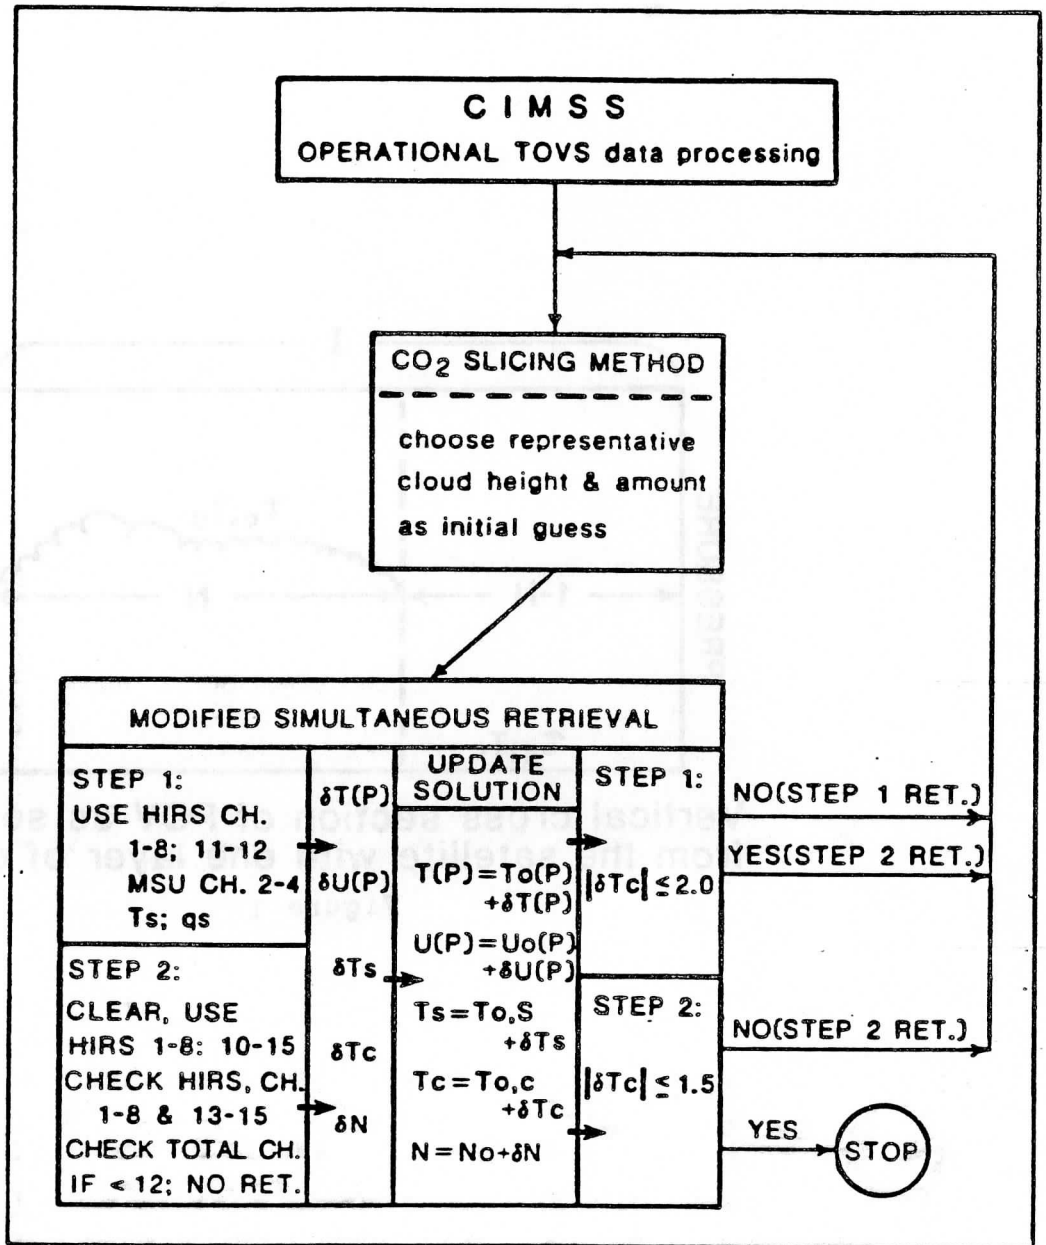 C I M S S
OPERATIONAL TOVS data processing
CO2 SLICING METHOD
choose representative
cloud height & amount
as initial guess
MODIFIED SIMULTANEOUS RETRIEVAL
STEP 1:
USE HIRS CH.
1-8; 11-12
MSU CH. 2-4
Ts; qs
STEP 2:
CLEAR, USE
HIRS 1-8: 10-15
CHECK HIRS, CH.
1-8 & 13-15
CHECK TOTAL CH.
IF < 12; NO RET.
δT(P)
δU(P)
δTs
δTc
δN
UPDATE
SOLUTION
T(P)=To(P)
+δT(P)
U(P)=Uo(P)
+δU(P)
Ts=To,S
+δTs
Tc=To,c
+δTc
N=No+δN
STEP 1:
|δTc|≤2.0
STEP 2:
|δTc|≤1.5
NO(STEP 1 RET.)
YES(STEP 2 RET.)
NO(STEP 2 RET.)
YES
STOP